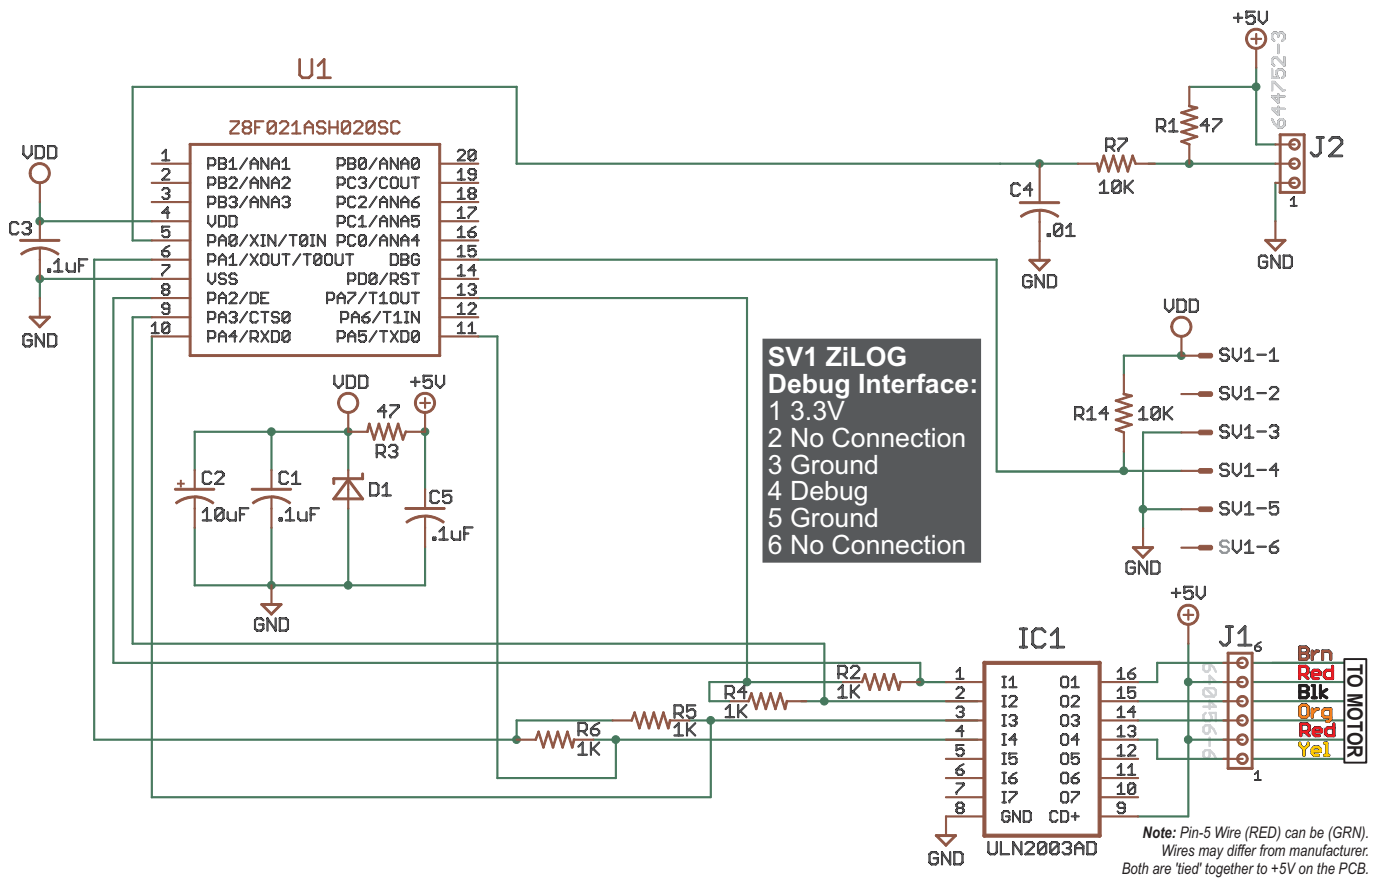 +5V
644752-3
U1
Z8F021ASH020SC
R1 47
J2
1
VDD
R7
10K
C4
.01
GND
GND
1 PB1/ANA1 PB0/ANA0 20
2 PB2/ANA2 PC3/COUT 19
3 PB3/ANA3 PC2/ANA6 18
4 VDD PC1/ANA5 17
5 PA0/XIN/T0IN PC0/ANA4 16
6 PA1/XOUT/T0OUT DBG 15
7 VSS PD0/RST 14
8 PA2/DE PA7/T1OUT 13
9 PA3/CTS0 PA6/T1IN 12
10 PA4/RXD0 PA5/TXD0 11
C3
.1uF
GND
VDD
SV1-1
SV1-2
R14 10K
SV1-3
SV1-4
SV1-5
SV1-6
GND
SV1 ZiLOG
Debug Interface:
1 3.3V
2 No Connection
3 Ground
4 Debug
5 Ground
6 No Connection
VDD
+5V
47
R3
+
C2
10uF
C1
.1uF
D1
C5
.1uF
GND
+5V
IC1
J1
6
640456-6
1
R2
1K
R4
1K
R5
1K
R6
1K
1 I1 O1 16
2 I2 O2 15
3 I3 O3 14
4 I4 O4 13
5 I5 O5 12
6 I6 O6 11
7 I7 O7 10
8 GND CD+ 9
ULN2003AD
GND
Brn
Red
Blk
Org
Red
Yel
TO MOTOR
Note: Pin-5 Wire (RED) can be (GRN).
Wires may differ from manufacturer.
Both are 'tied' together to +5V on the PCB.